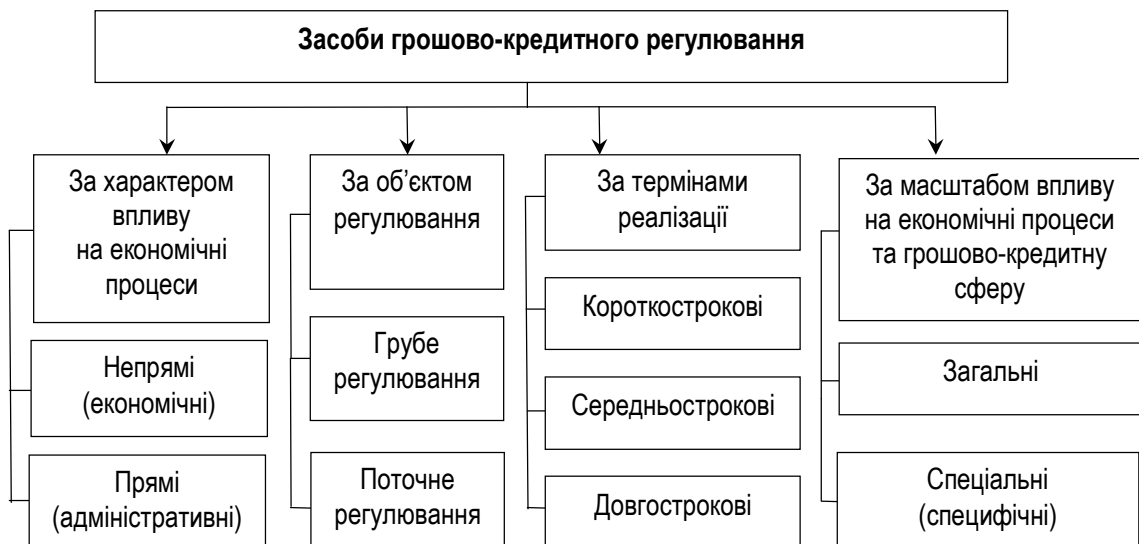 Засоби грошово-кредитного регулювання
За характером
впливу
на економічні
процеси
Непрямі
(економічні)
Прямі
(адміністративні)
За об’єктом
регулювання
Грубе
регулювання
Поточне
регулювання
За термінами
реалізації
Короткострокові
Середньострокові
Довгострокові
За масштабом впливу
на економічні процеси
та грошово-кредитну
сферу
Загальні
Спеціальні
(специфічні)